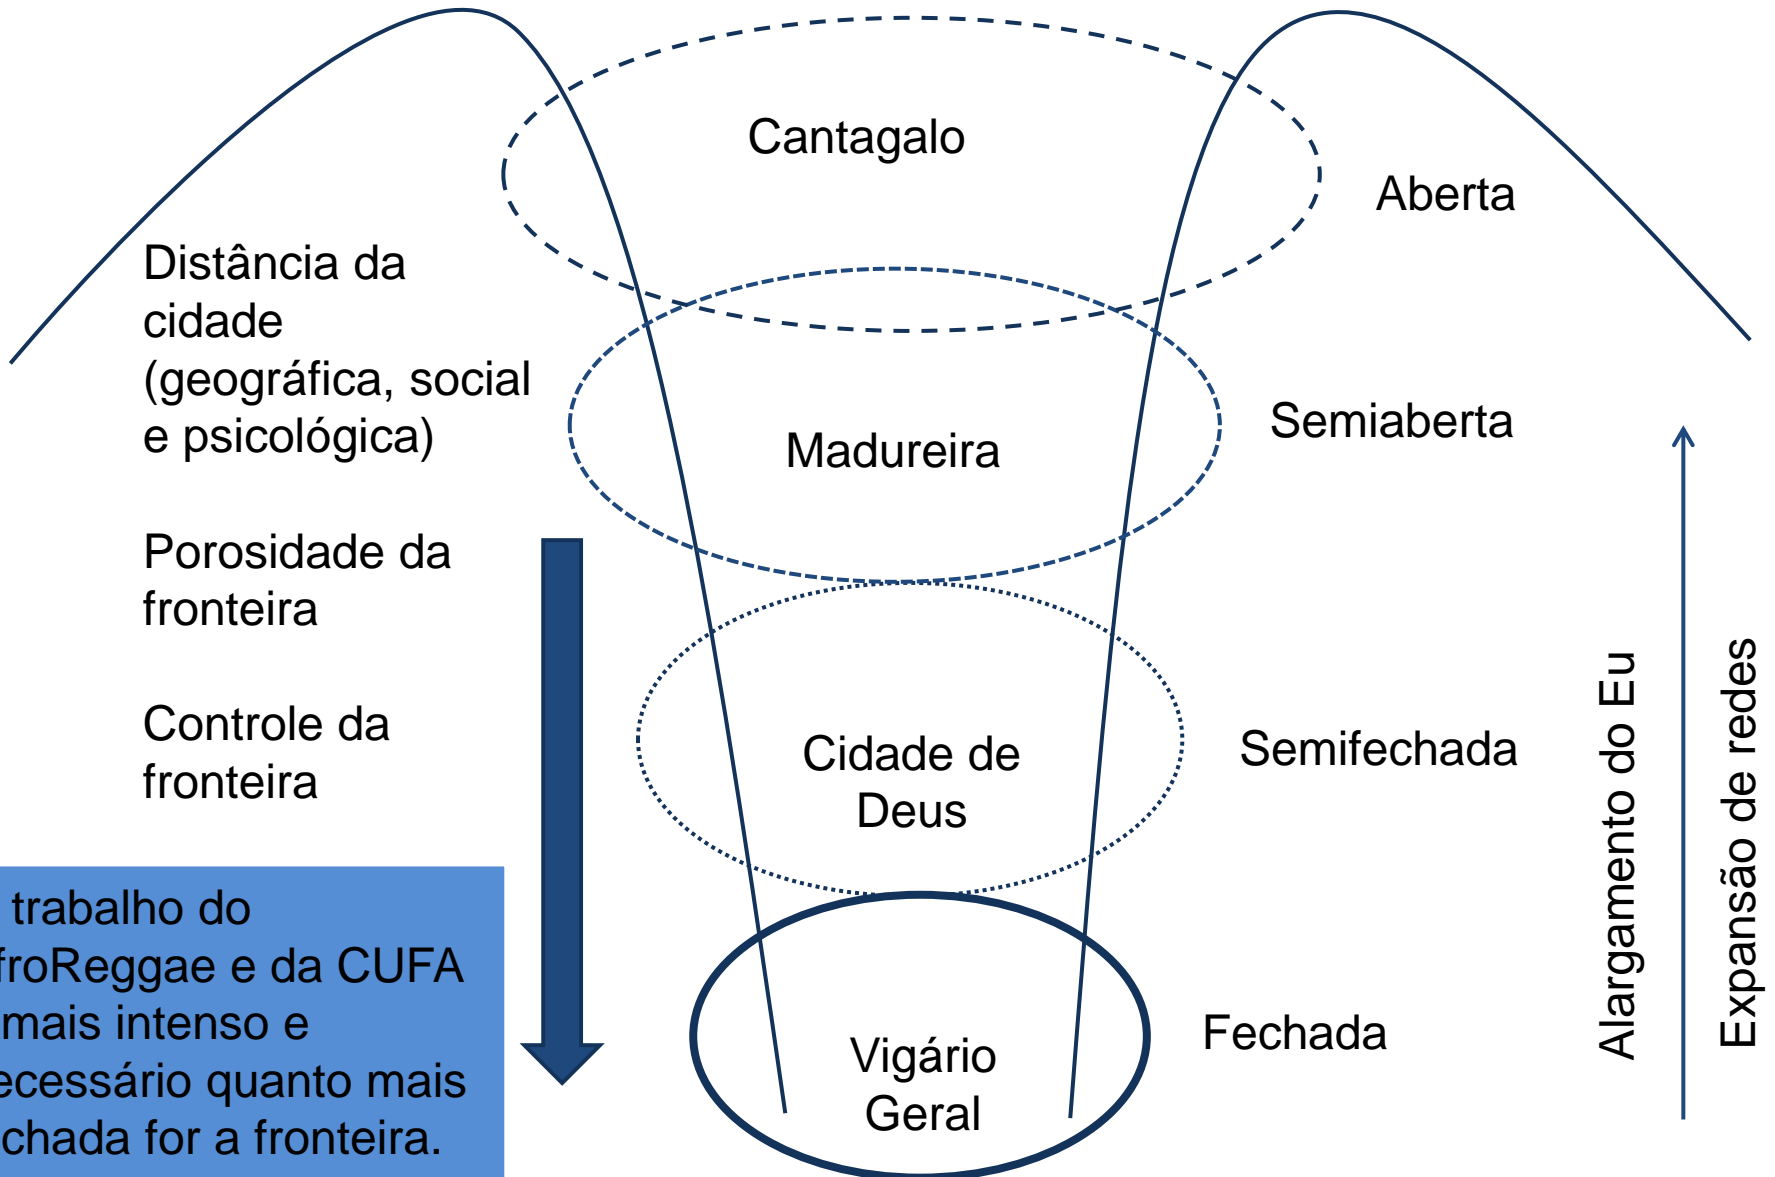 Cantagalo
Aberta
Distância da
cidade
(geográfica, social
e psicológica)
Semiaberta
Madureira
Porosidade da
fronteira
Controle da
fronteira
Cidade de
Deus
Semifechada
Alargamento do Eu
Expansão de redes
trabalho do
froReggae e da CUFA
mais intenso e
ecessário quanto mais
chada for a fronteira.
Fechada
Vigário
Geral